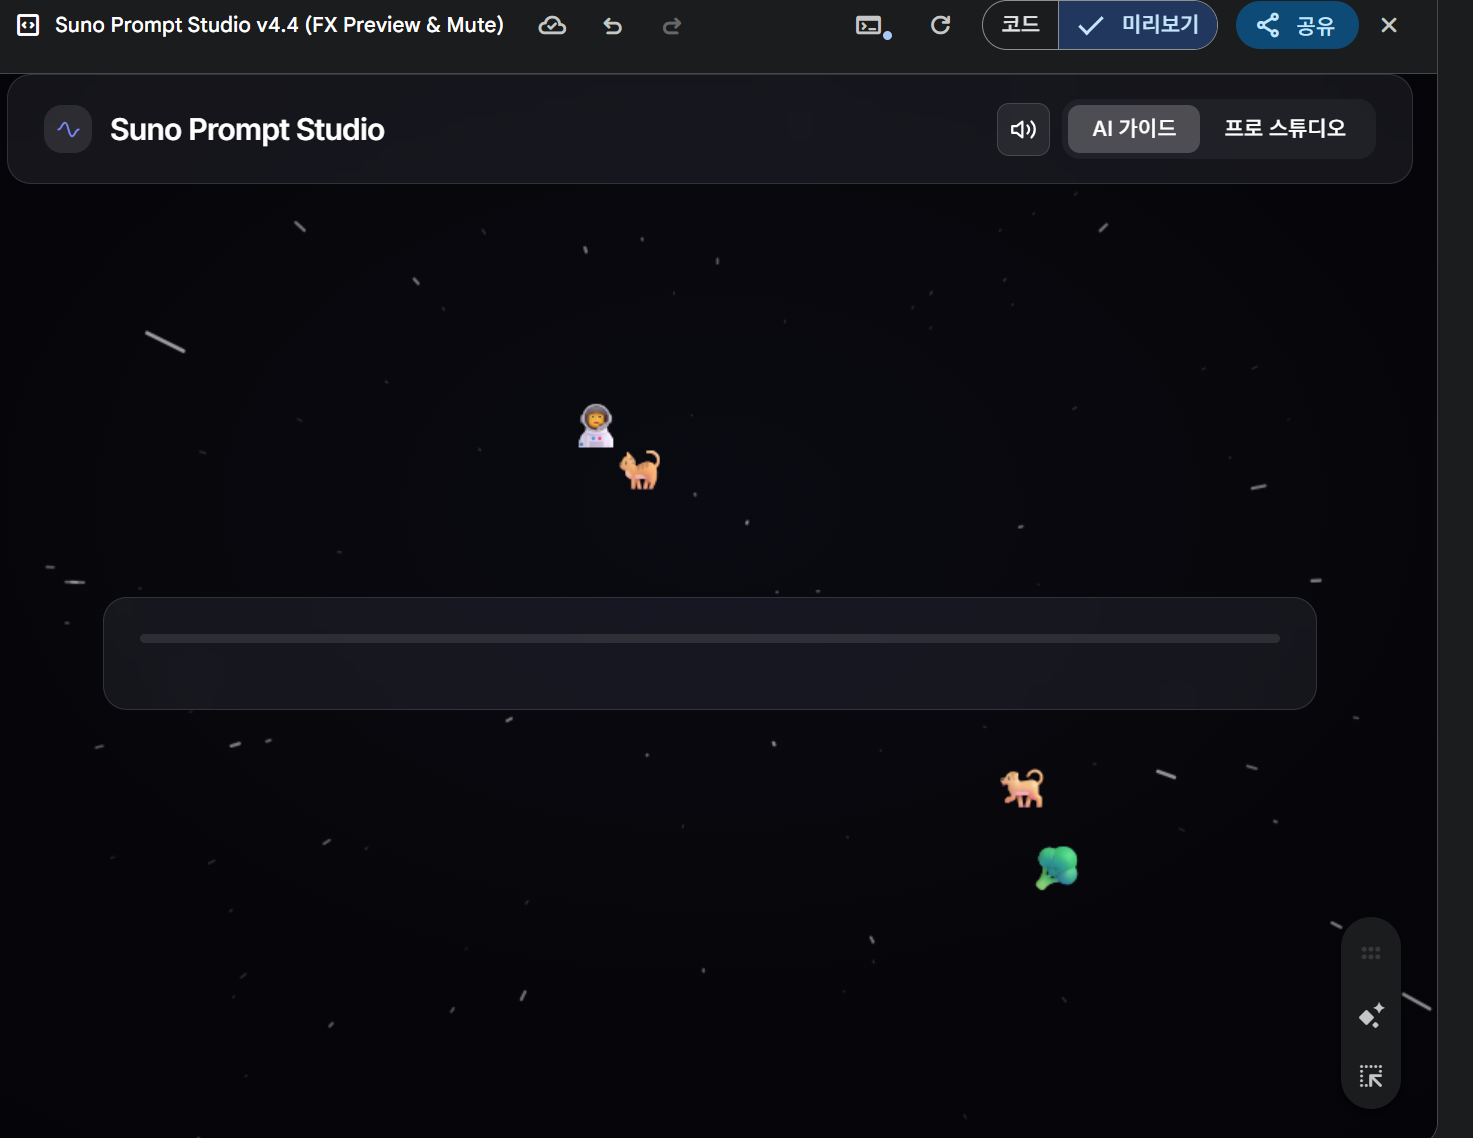 Suno Prompt Studio v4.4 (FX Preview & Mute)
코드
미리보기
공유
Suno Prompt Studio
AI 가이드
프로 스튜디오